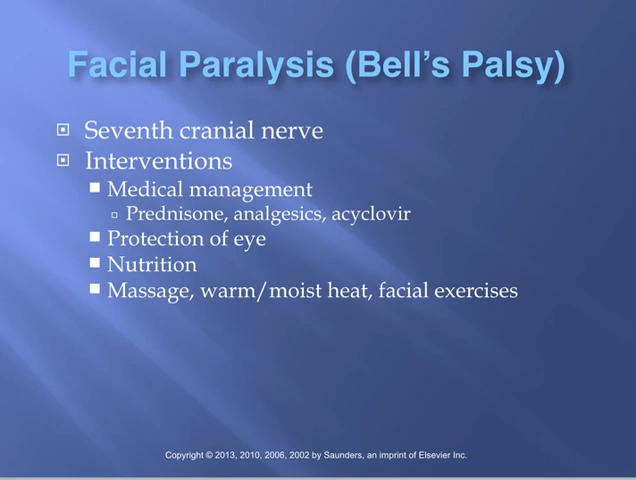 Facial Paralysis (Bell's Palsy)
Seventh cranial nerve
Interventions
Medical management
Prednisone, analgesics, acyclovir
Protection of eye
Nutrition
Massage, warm/moist heat, facial exercises
Copyright © 2013, 2010, 2006, 2002 by Saunders, an imprint of Elsevier Inc.